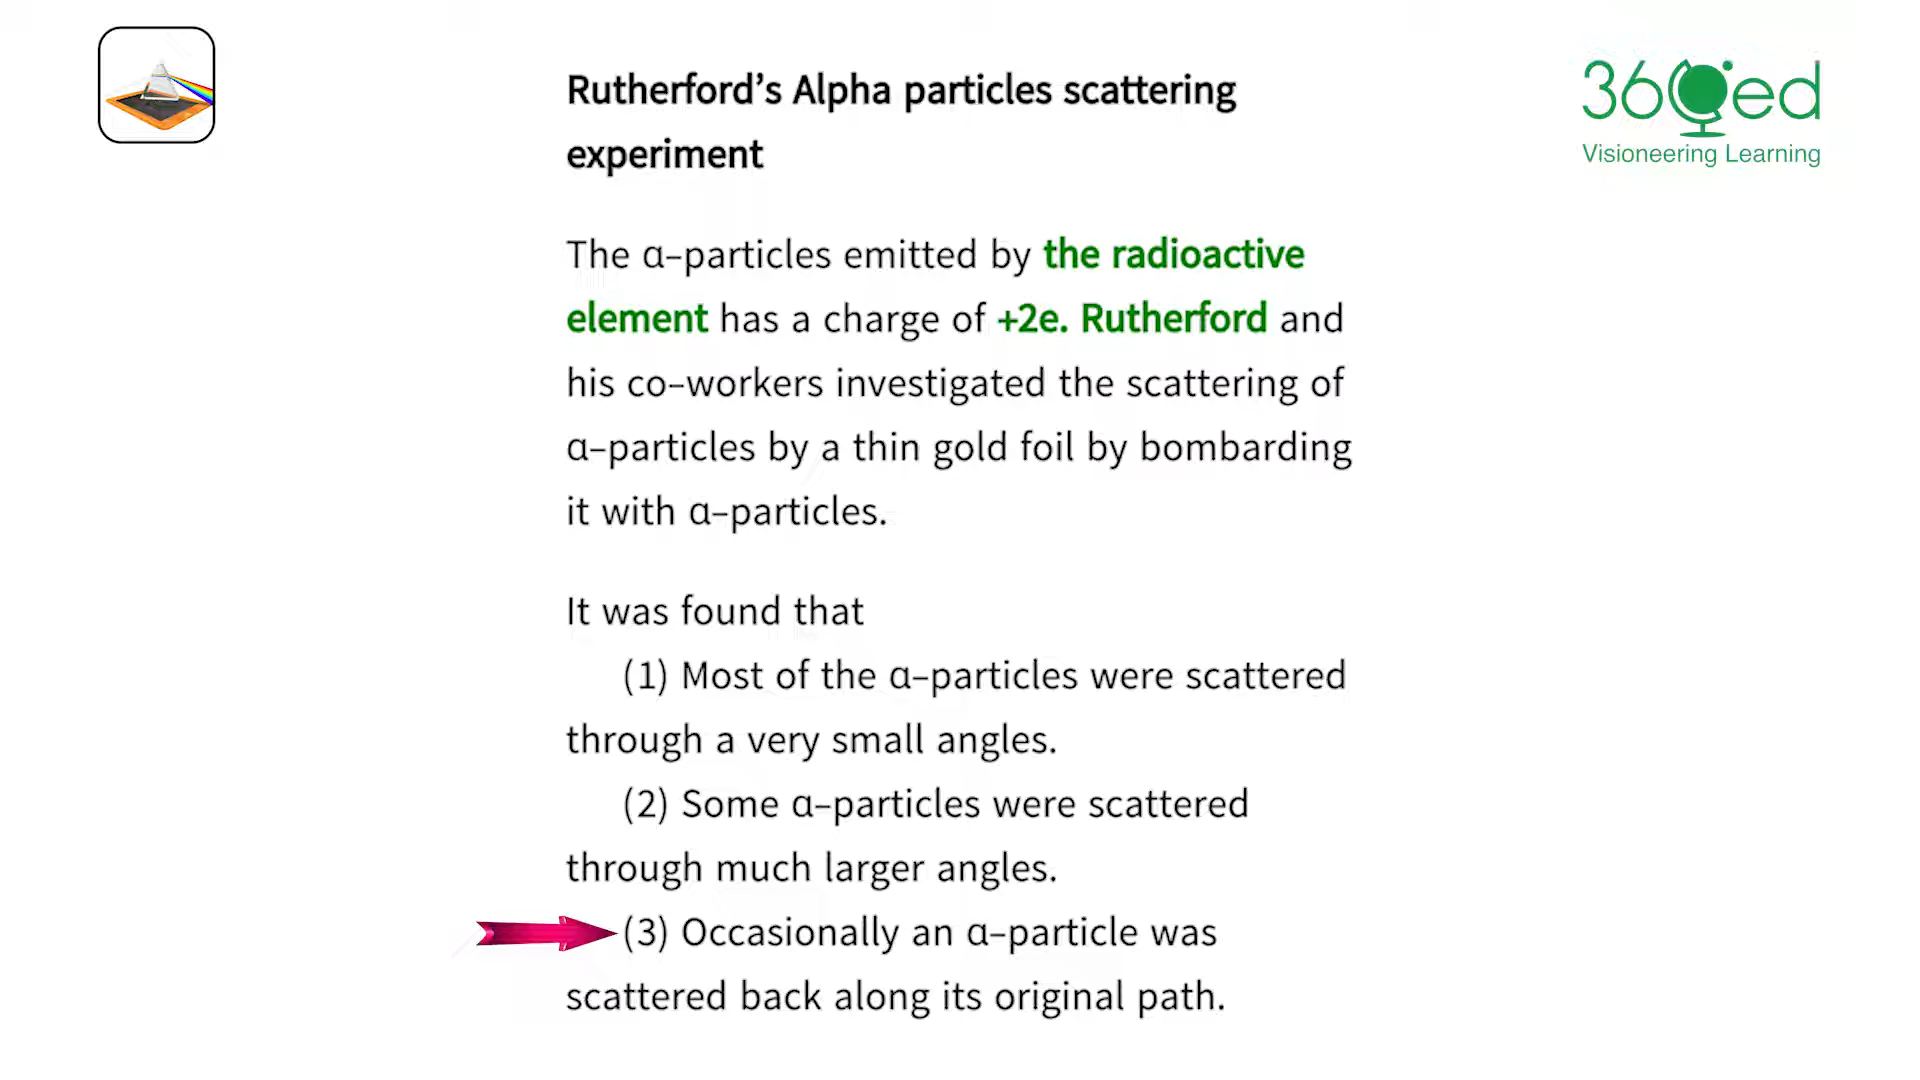 Rutherford’s Alpha particles scattering
experiment
360ed
Visioneering Learning
The α–particles emitted by the radioactive
element has a charge of +2e. Rutherford and
his co–workers investigated the scattering of
α–particles by a thin gold foil by bombarding
it with α–particles.
It was found that
(1) Most of the α–particles were scattered
through a very small angles.
(2) Some α–particles were scattered
through much larger angles.
(3) Occasionally an α–particle was
scattered back along its original path.